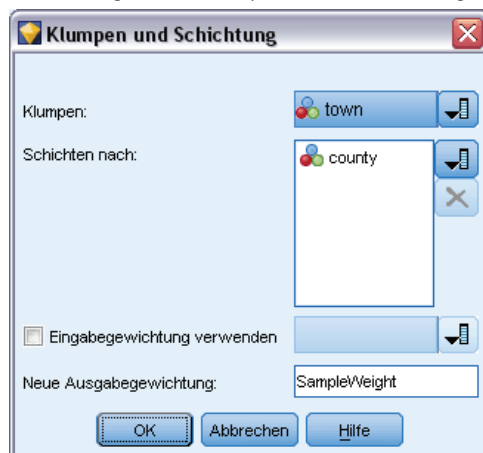 Klumpen und Schichtung
Klumpen:
town
Schichten nach:
county
Eingabegewichtung verwenden
Neue Ausgabegewichtung:
SampleWeight
OK
Abbrechen
Hilfe